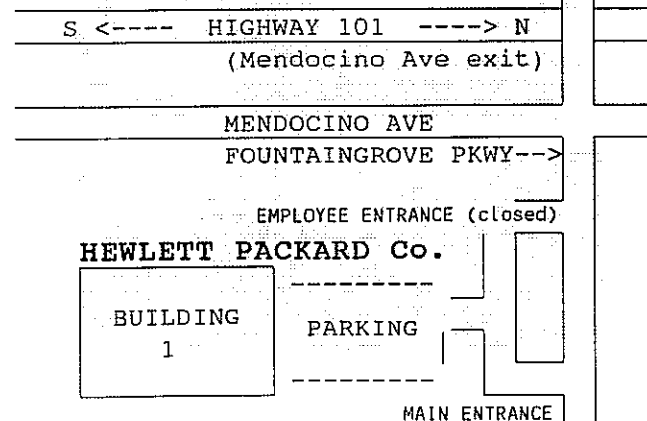 S <---- HIGHWAY 101 ----> N
(Mendocino Ave exit)
MENDOCINO AVE
FOUNTAINGROVE PKWY-->
EMPLOYEE ENTRANCE (closed)
HEWLETT PACKARD Co.
BUILDING
1
PARKING
MAIN ENTRANCE